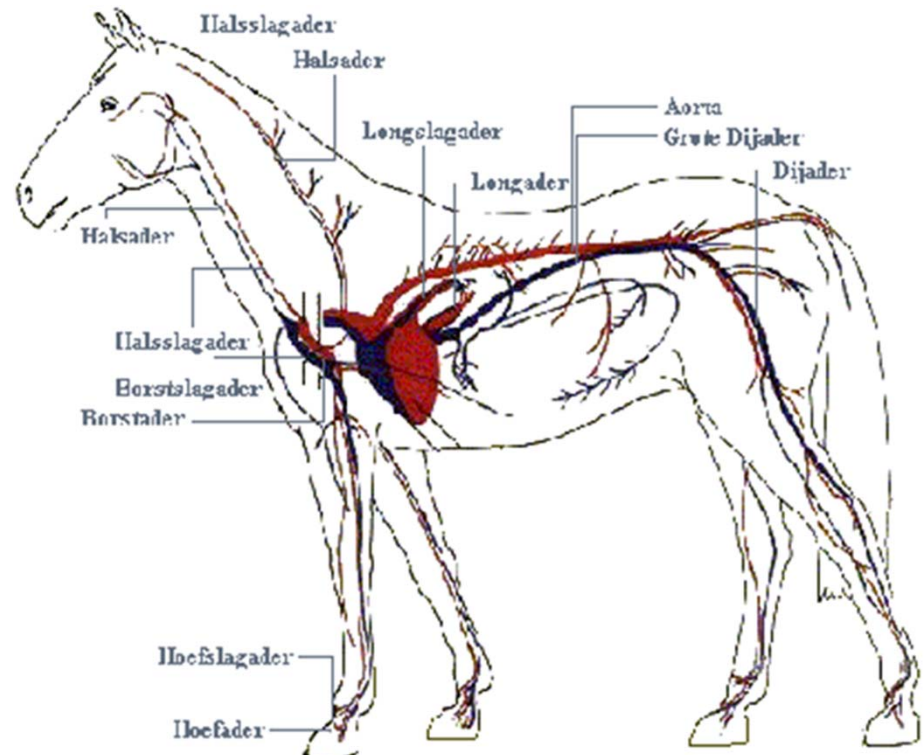 Halsslagader
Halsader
Longslagader
Longader
Aorta
Grote Dijader
Dijader
Halsader
Halsslagader
Borstslagader
Borstader
Hoefslagader
Hoefader